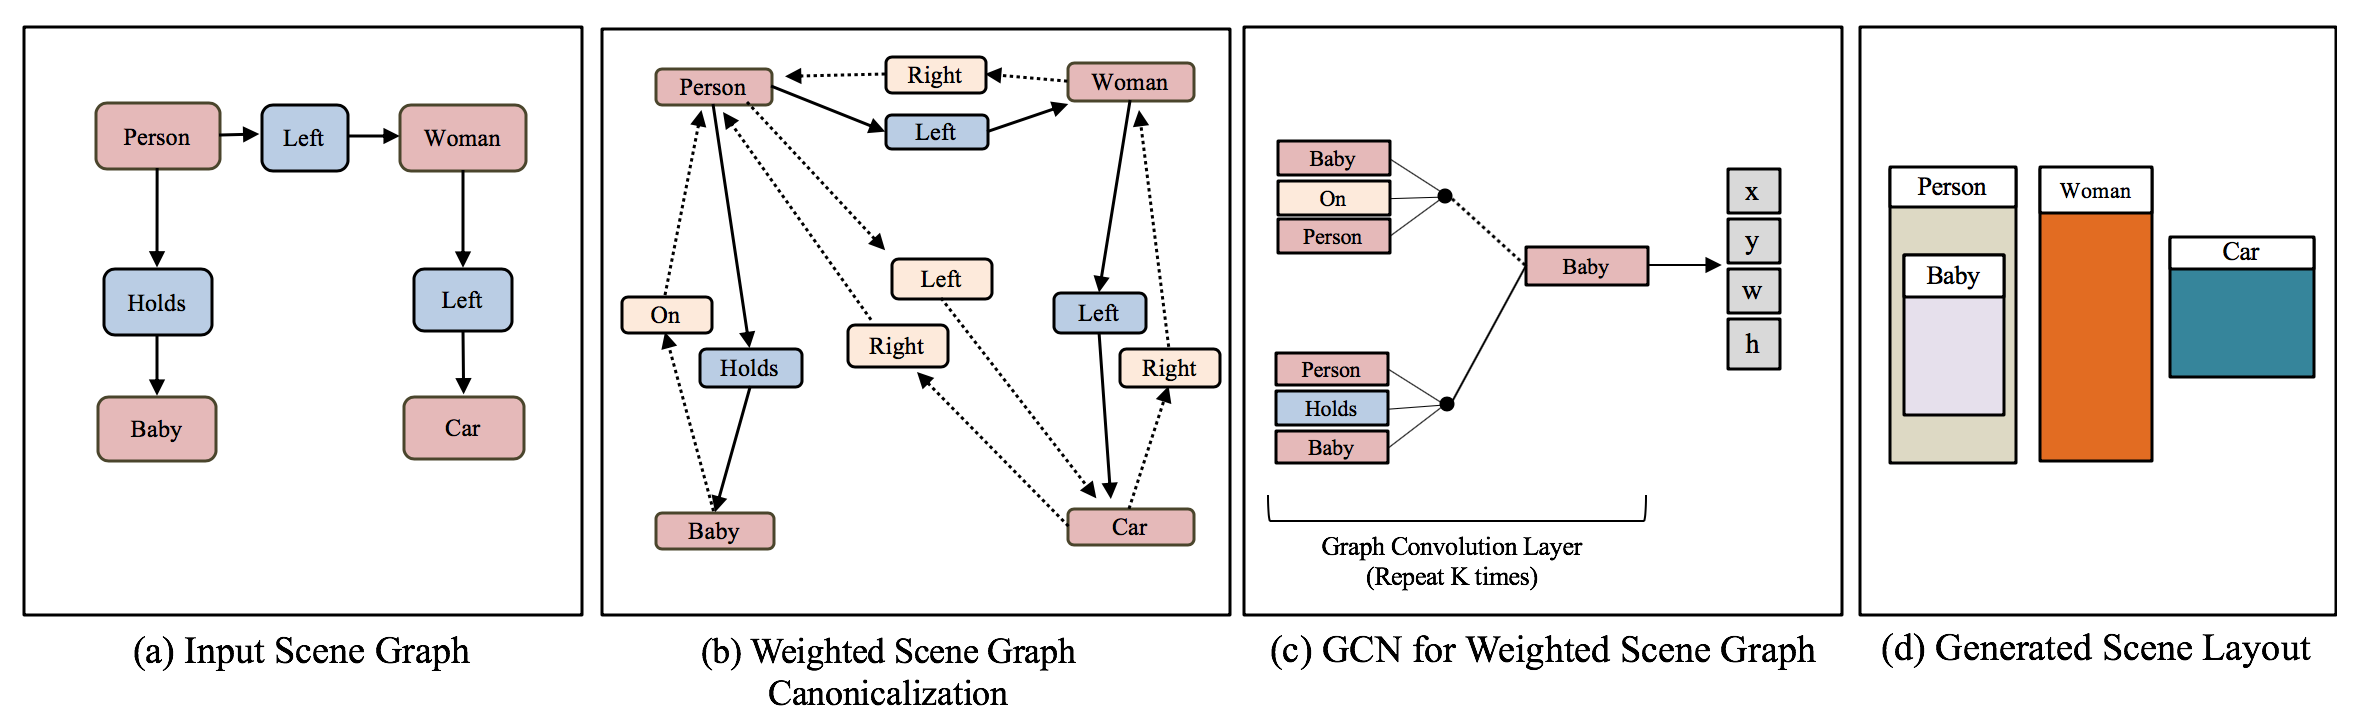 Person
Left
Woman
Holds
Left
Baby
Car
(a) Input Scene Graph
Person
Right
Woman
Left
Left
On
Left
Right
Holds
Right
Baby
Car
(b) Weighted Scene Graph
Canonicalization
Baby
On
Person
Person
Holds
Baby
Baby
x
y
w
h
Graph Convolution Layer
(Repeat K times)
(c) GCN for Weighted Scene Graph
Person
Woman
Baby
Car
(d) Generated Scene Layout